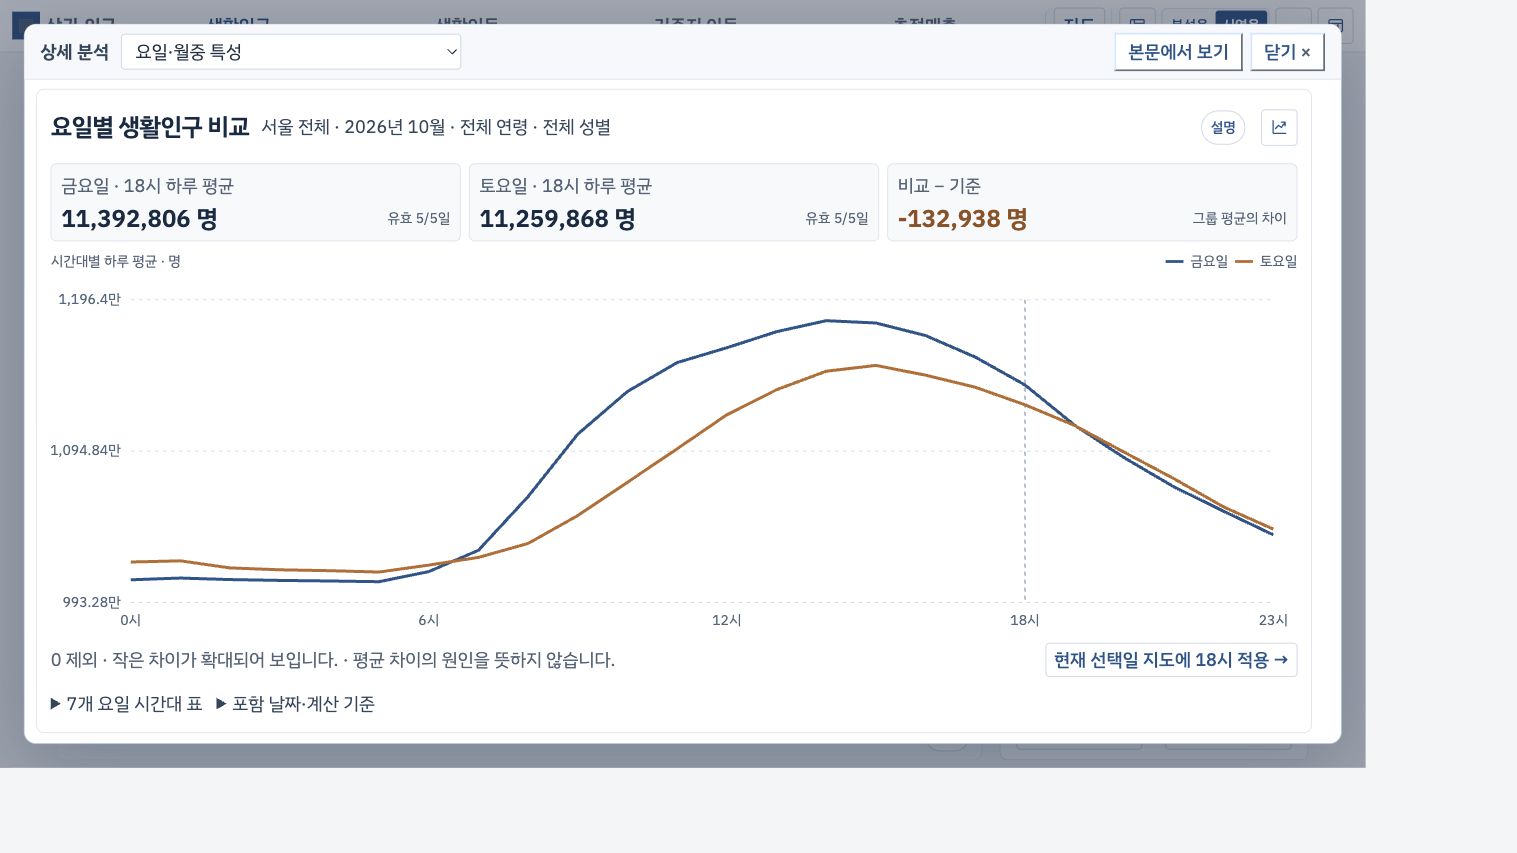 상세 분석 요일·월중 특성 본문에서 보기 닫기 ×
요일별 생활인구 비교 서울 전체 · 2026년 10월 · 전체 연령 · 전체 성별 설명
금요일 · 18시 하루 평균
11,392,806 명 유효 5/5일
토요일 · 18시 하루 평균
11,259,868 명 유효 5/5일
비교 − 기준
-132,938 명 그룹 평균의 차이
시간대별 하루 평균 · 명 금요일 토요일
1,196.4만
1,094.84만
993.28만
0시 6시 12시 18시 23시
0 제외 · 작은 차이가 확대되어 보입니다. · 평균 차이의 원인을 뜻하지 않습니다. 현재 선택일 지도에 18시 적용 →
▶ 7개 요일 시간대 표 ▶ 포함 날짜·계산 기준